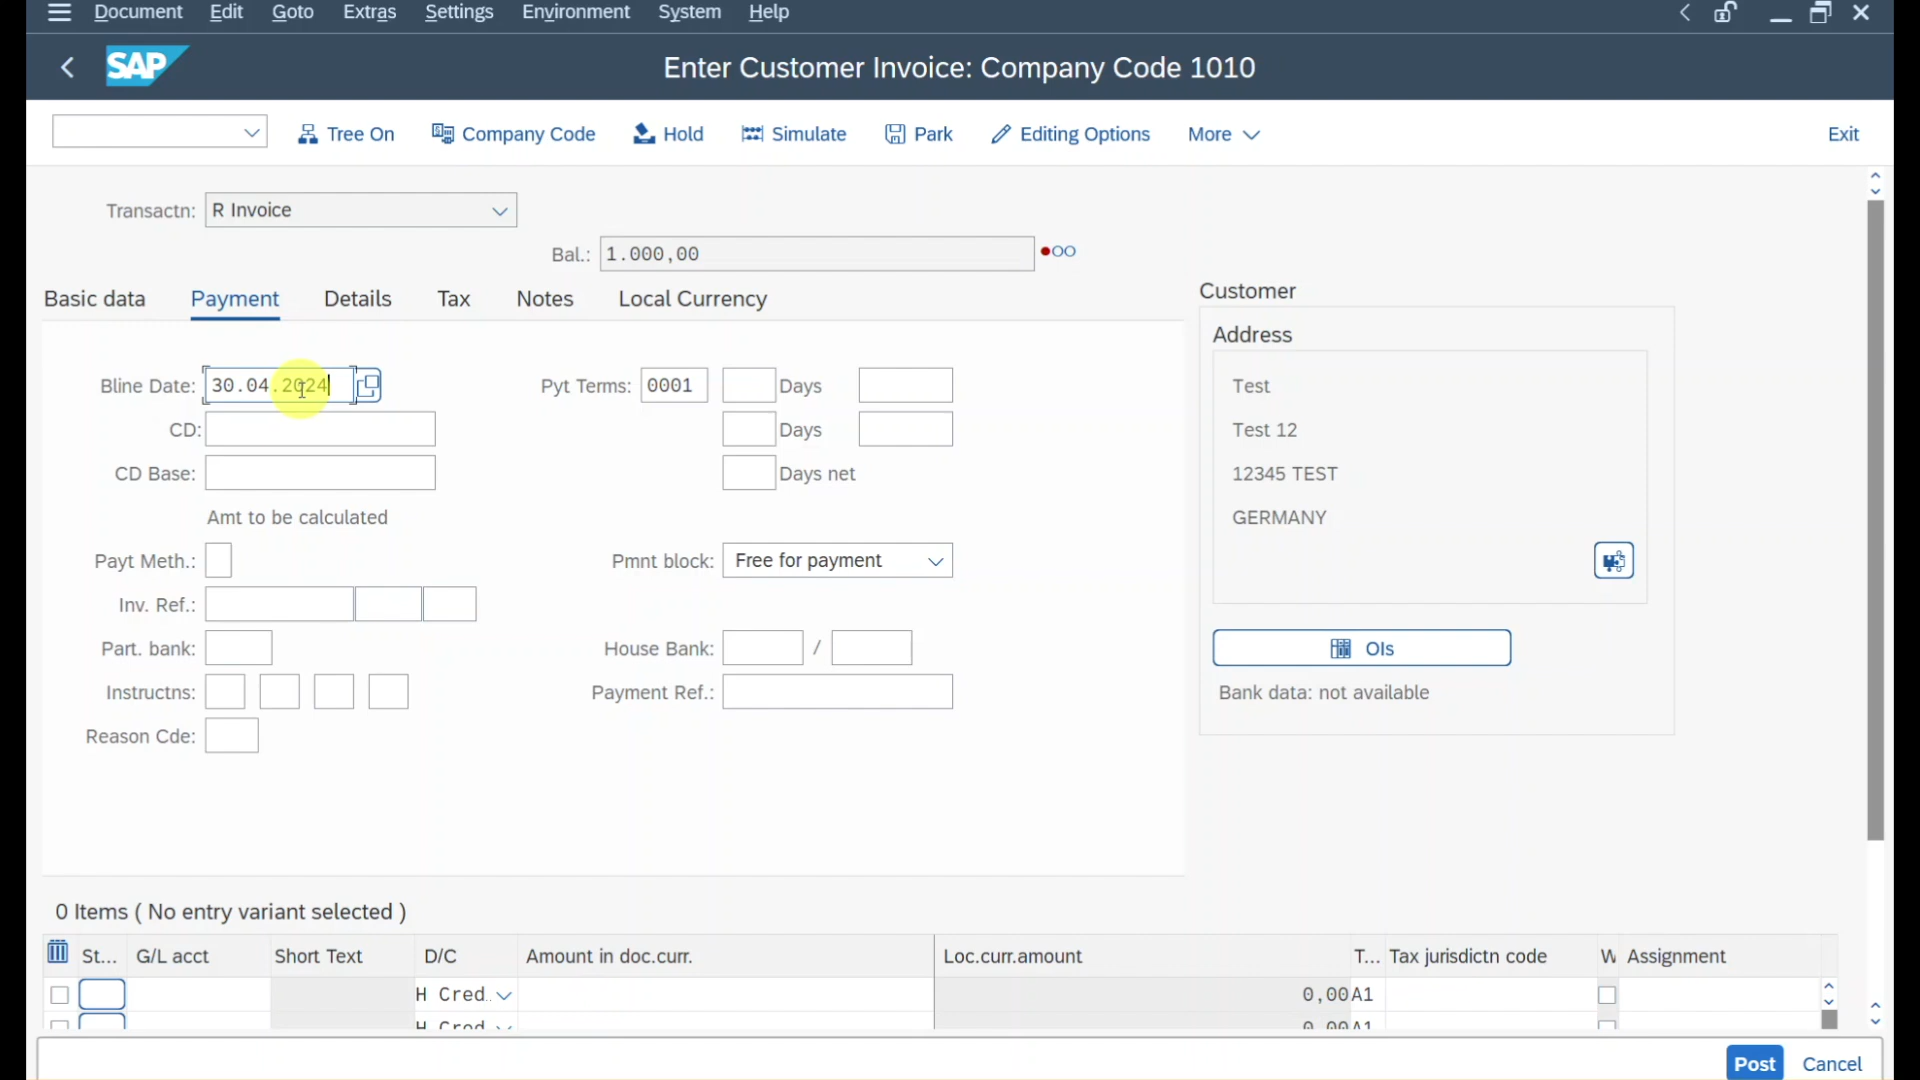 Document Edit Goto Extras Settings Environment System Help
SAP Enter Customer Invoice: Company Code 1010
Tree On Company Code Hold Simulate Park Editing Options More Exit
Transactn: R Invoice
Bal.: 1.000,00
Basic data Payment Details Tax Notes Local Currency
Customer
Address
Bline Date: 30.04.2024 Pyt Terms: 0001 Days
Test
CD: Days
Test 12
CD Base: Days net
12345 TEST
Amt to be calculated
GERMANY
Payt Meth.: Pmnt block: Free for payment
Inv. Ref.:
Part. bank: House Bank: /
OIs
Instructns: Payment Ref.:
Bank data: not available
Reason Cde:
0 Items ( No entry variant selected )
St... G/L acct Short Text D/C Amount in doc.curr. Loc.curr.amount T... Tax jurisdictn code W Assignment
H Cred.. 0,00 A1
H Cred.. 0,00 A1
Post Cancel